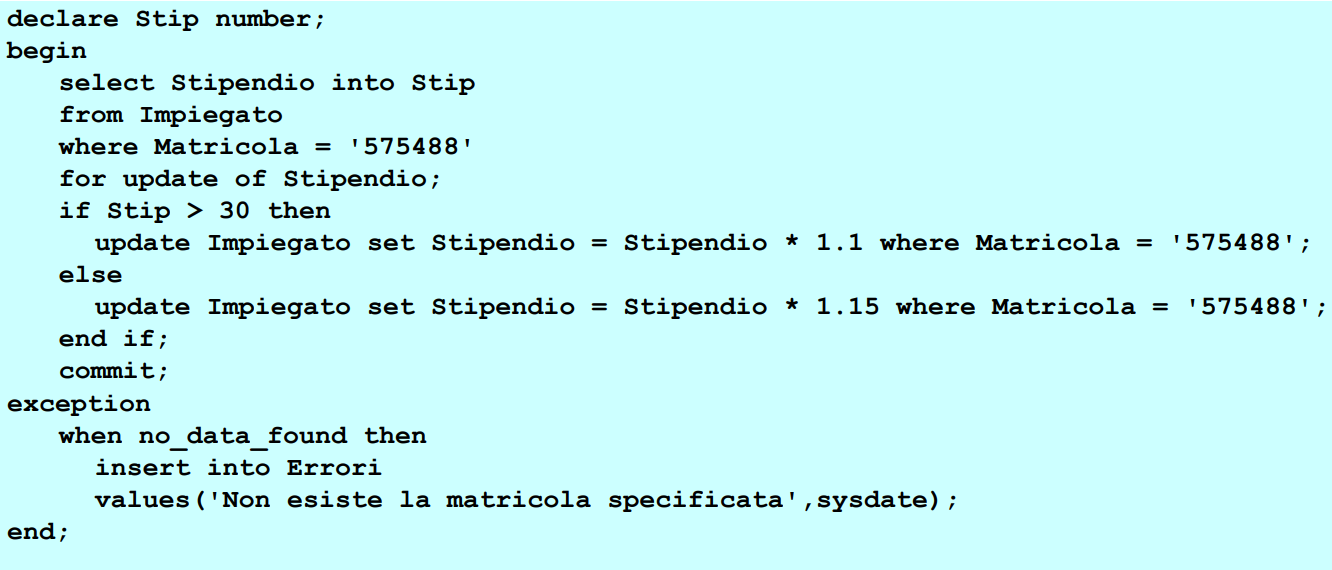 declare Stip number;
begin
select Stipendio into Stip
from Impiegato
where Matricola = '575488'
for update of Stipendio;
if Stip > 30 then
update Impiegato set Stipendio = Stipendio * 1.1 where Matricola = '575488';
else
update Impiegato set Stipendio = Stipendio * 1.15 where Matricola = '575488';
end if;
commit;
exception
when no_data_found then
insert into Errori
values('Non esiste la matricola specificata',sysdate);
end;